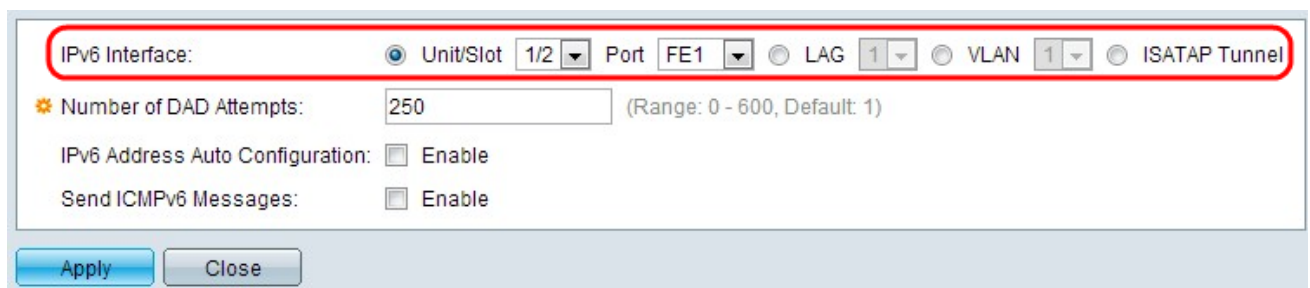 IPv6 Interface: Unit/Slot 1/2 Port FE1 LAG 1 VLAN 1 ISATAP Tunnel
Number of DAD Attempts: 250 (Range: 0 - 600, Default: 1)
IPv6 Address Auto Configuration: Enable
Send ICMPv6 Messages: Enable
Apply Close